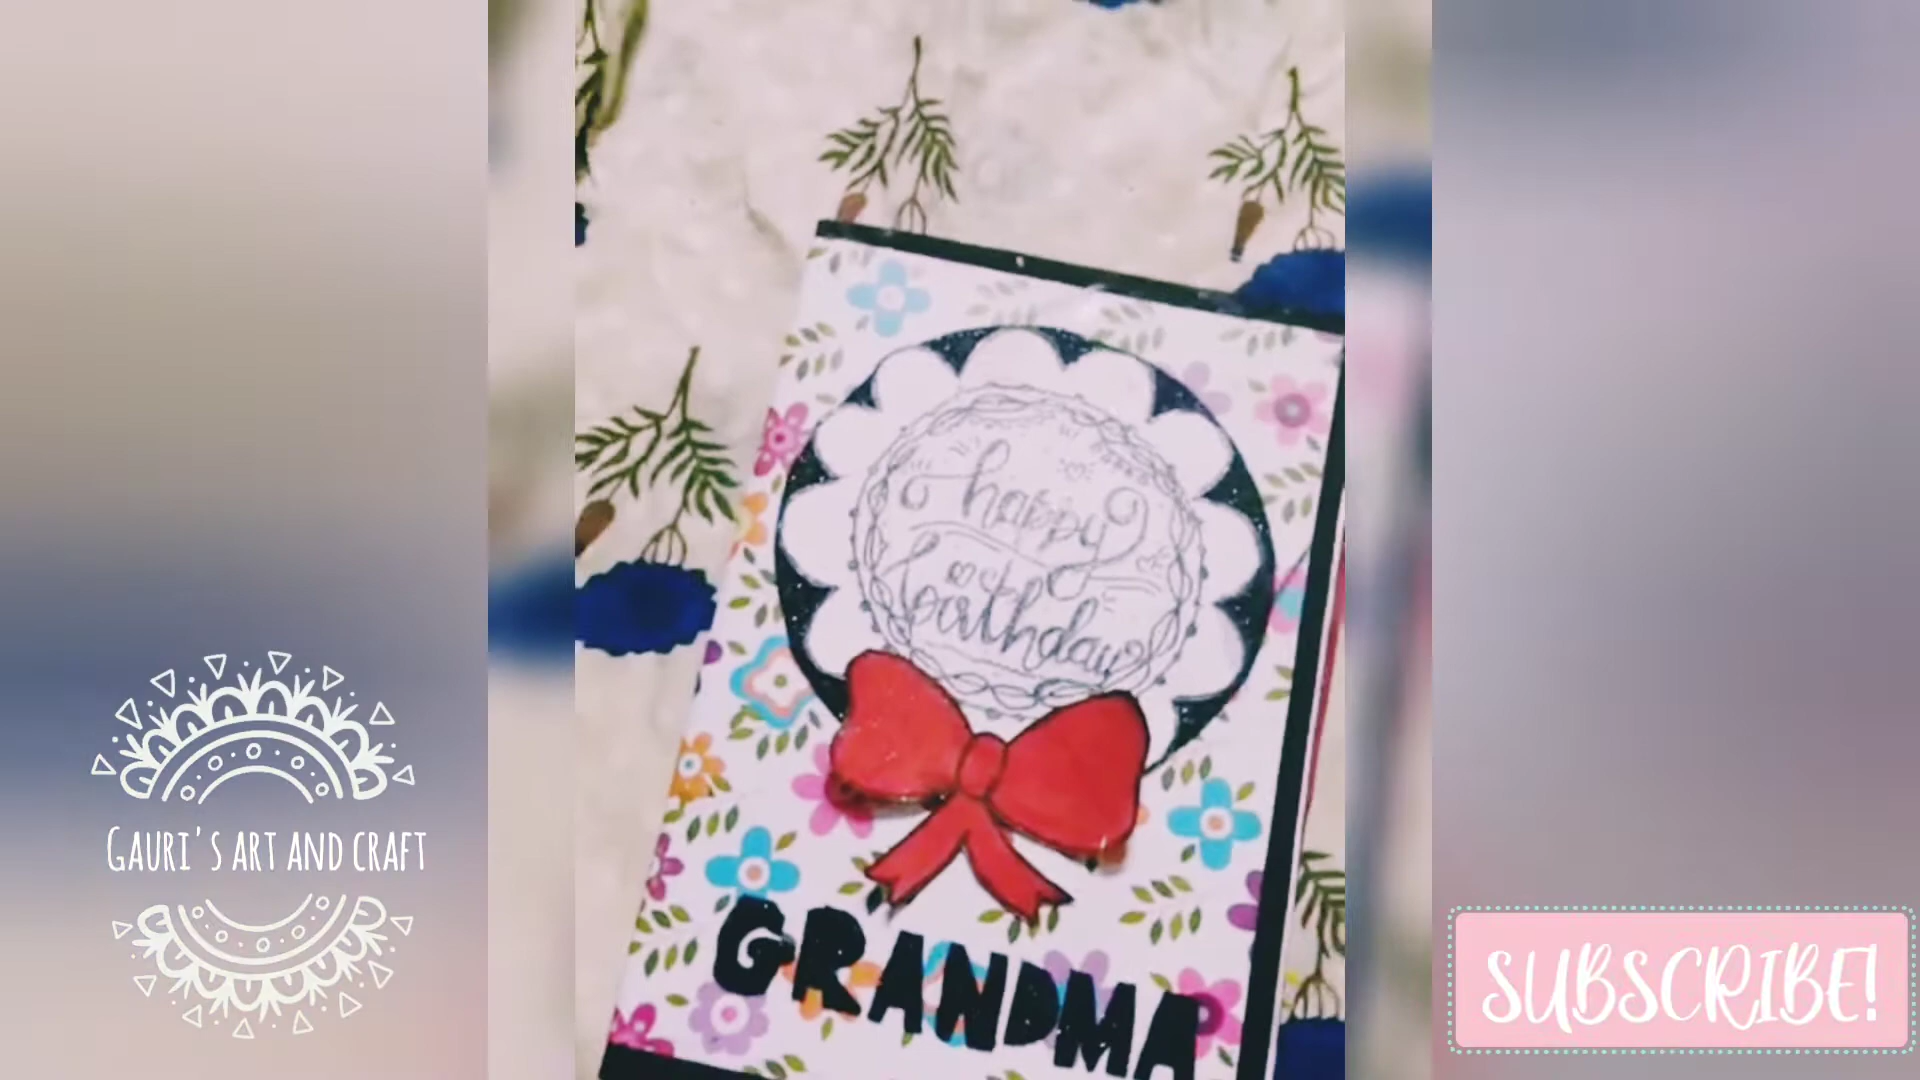 happy
birthday
GRANDMA
GAURI'S ART AND CRAFT
SUBSCRIBE!